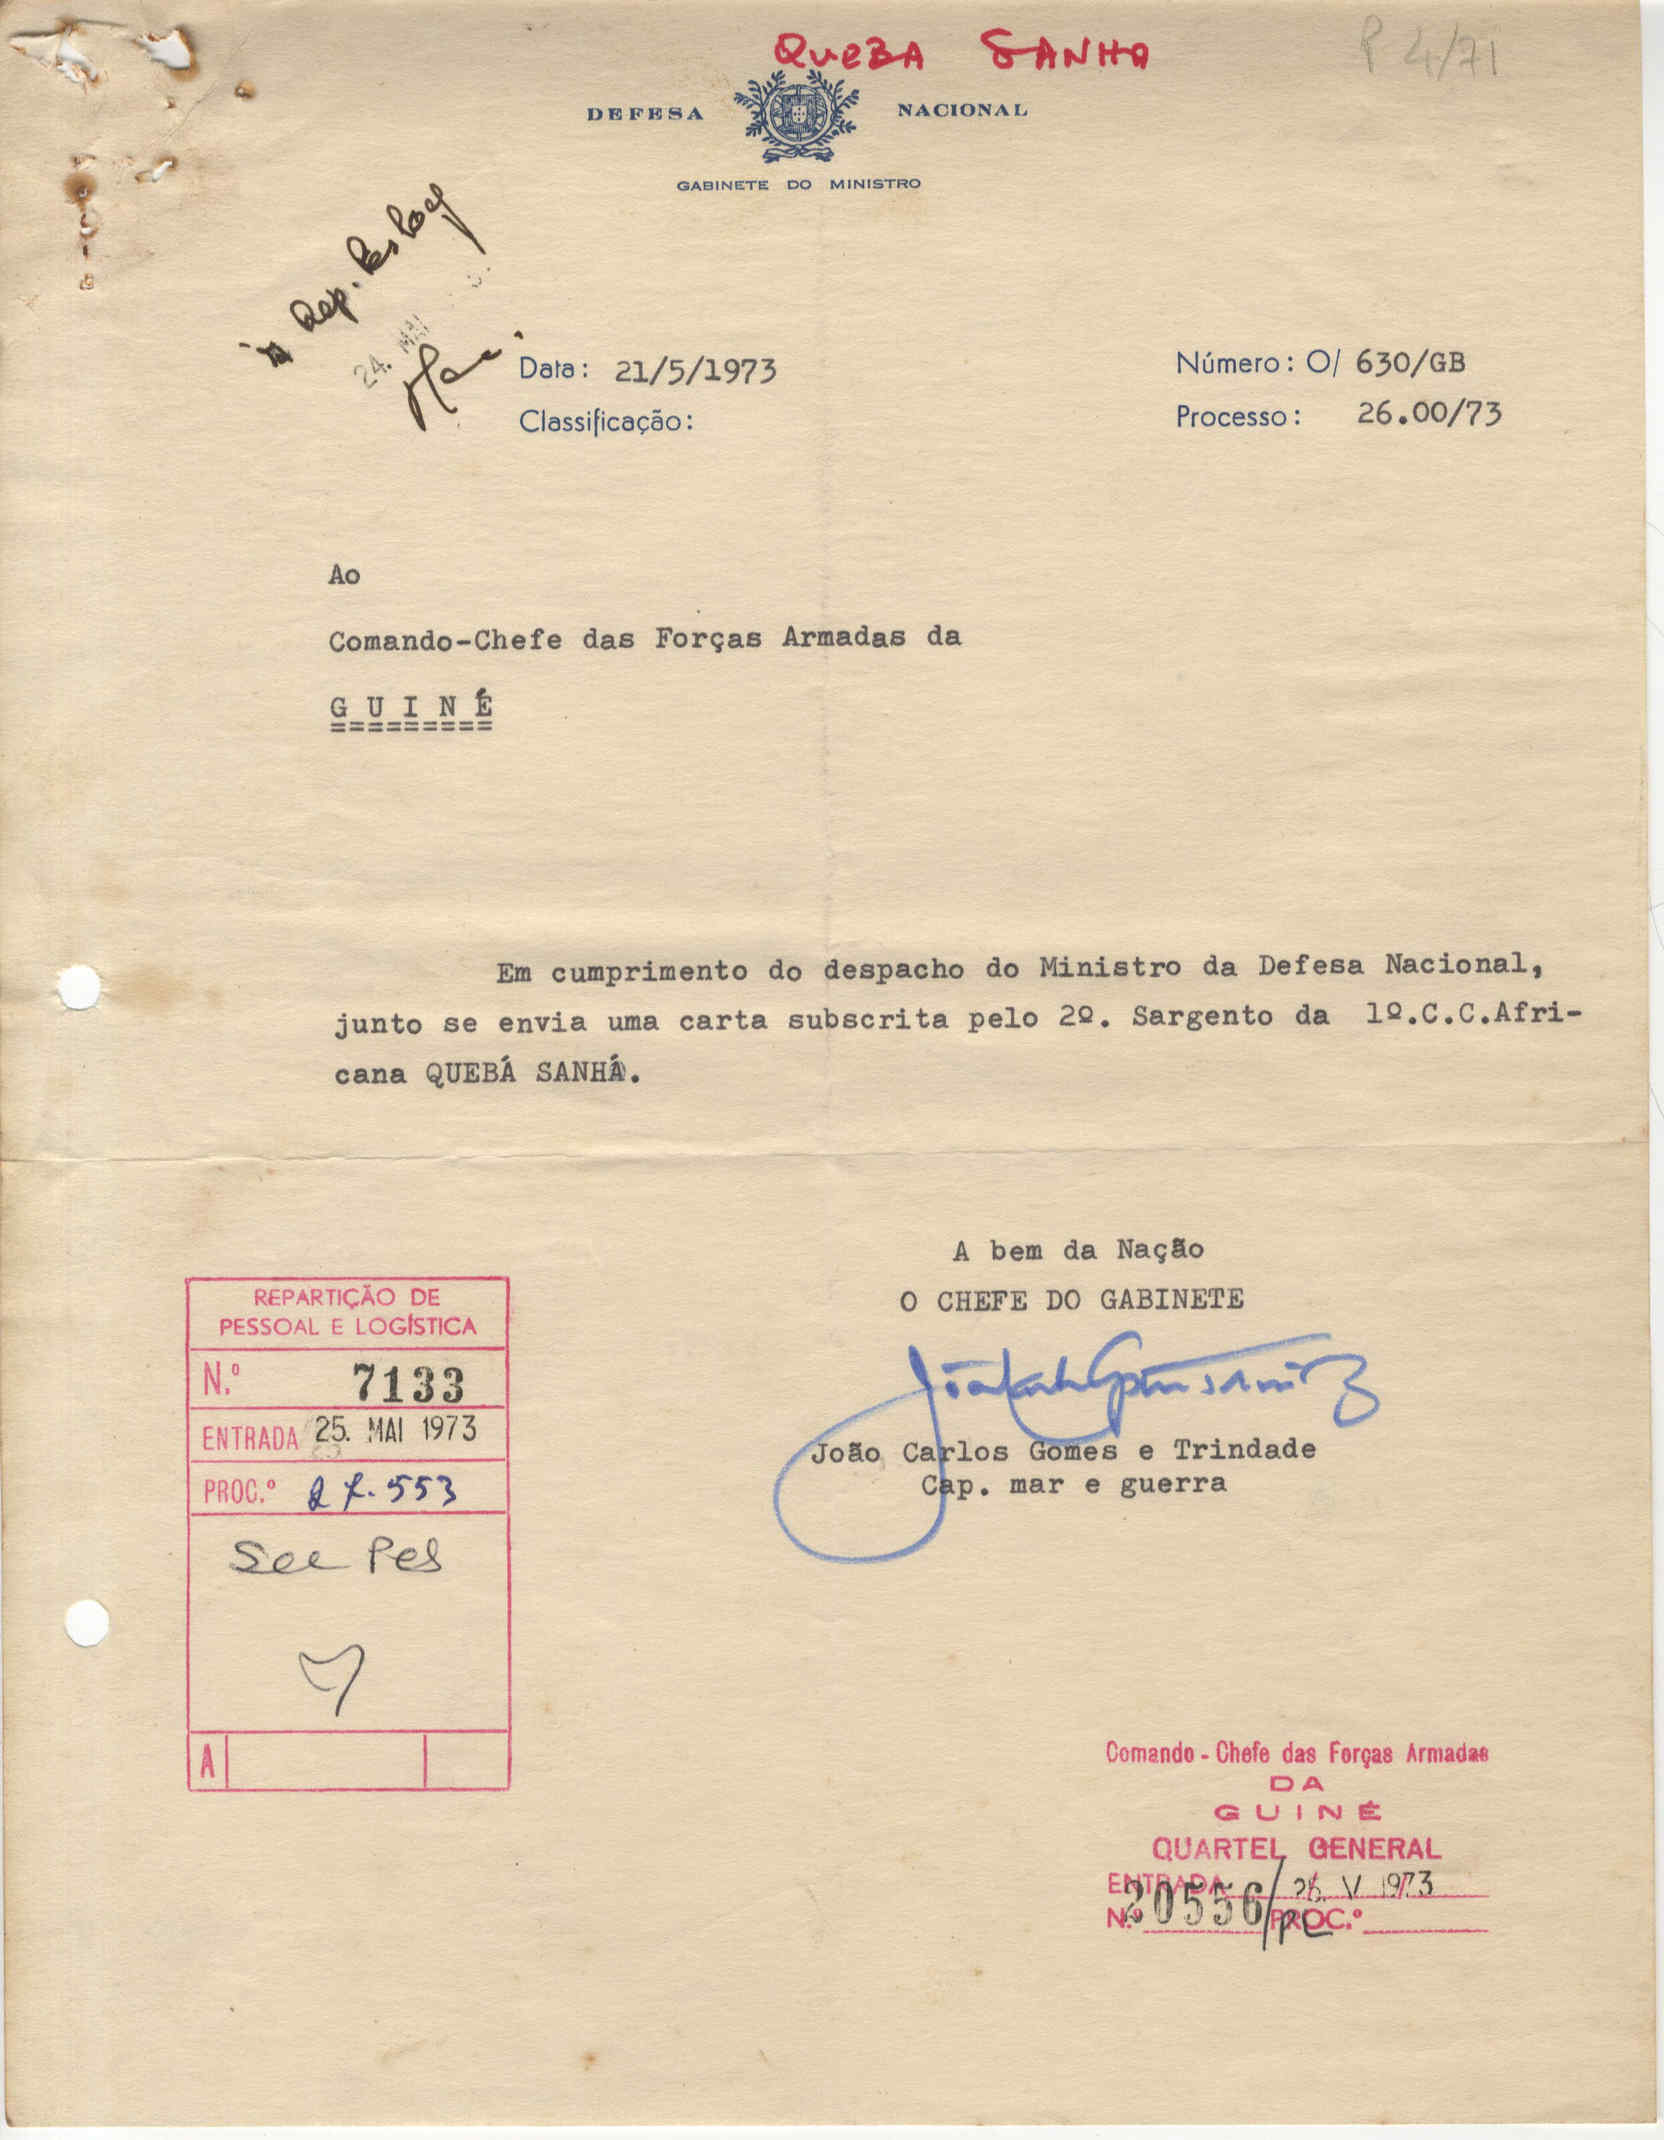 QUEBA SANHA
P 4/71
DEFESA NACIONAL
GABINETE DO MINISTRO
à Rep.
24. MAI
Data: 21/5/1973
Número: O/ 630/GB
Classificação:
Processo: 26.00/73
Ao
Comando-Chefe das Forças Armadas da
G U I N É
=========
Em cumprimento do despacho do Ministro da Defesa Nacional,
junto se envia uma carta subscrita pelo 2º. Sargento da 1º.C.C.Afri-
cana QUEBÁ SANHÁ.
A bem da Nação
O CHEFE DO GABINETE
João Carlos Gomes e Trindade
Cap. mar e guerra
REPARTIÇÃO DE
PESSOAL E LOGÍSTICA
N.º 7133
ENTRADA 25. MAI 1973
PROC.º 27.553
Sec Pes
A
Comando - Chefe das Forças Armadas
DA
GUINÉ
QUARTEL GENERAL
ENTRADA 26. V 1973
N.º 20556/PL PROC.º